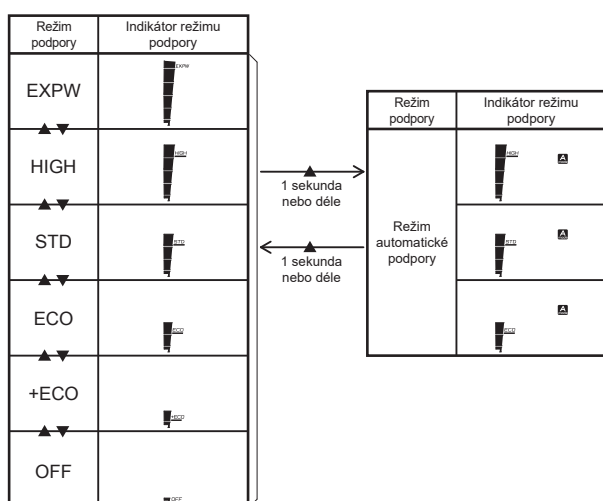 Režim
podpory
Indikátor režimu
podpory
EXPW
EXPW
▲ ▼
HIGH
HIGH
▲ ▼
STD
STD
▲ ▼
ECO
ECO
▲ ▼
+ECO
+ECO
▲ ▼
OFF
OFF
▲
1 sekunda
nebo déle
▲
1 sekunda
nebo déle
Režim
podpory
Indikátor režimu
podpory
Režim
automatické
podpory
HIGH A
STD A
ECO A